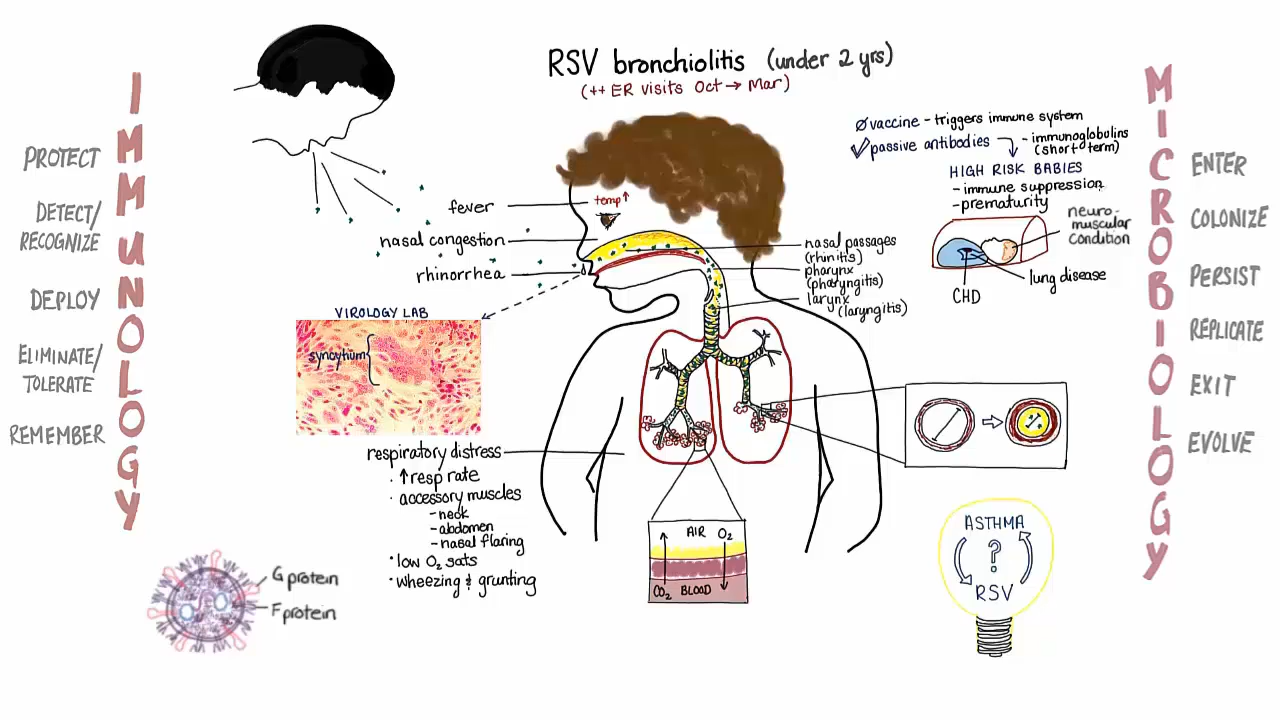 RSV bronchiolitis (under 2 yrs)
(++ ER visits Oct → Mar)
IMMUNOLOGY
PROTECT
DETECT/
RECOGNIZE
DEPLOY
ELIMINATE/
TOLERATE
REMEMBER
fever
nasal congestion
rhinorrhea
temp↑
VIROLOGY LAB
syncytium
respiratory distress
· ↑ resp rate
· accessory muscles
- neck
- abdomen
- nasal flaring
· low O2 sats
· wheezing & grunting
G protein
F protein
nasal passages
(rhinitis)
pharynx
(pharyngitis)
larynx
(laryngitis)
AIR O2
CO2 BLOOD
Ø vaccine - triggers immune system
✓ passive antibodies
- immunoglobulins
(short term)
HIGH RISK BABIES
- immune suppression
- prematurity
neuro-
muscular
condition
lung disease
CHD
ASTHMA
?
RSV
MICROBIOLOGY
ENTER
COLONIZE
PERSIST
REPLICATE
EXIT
EVOLVE